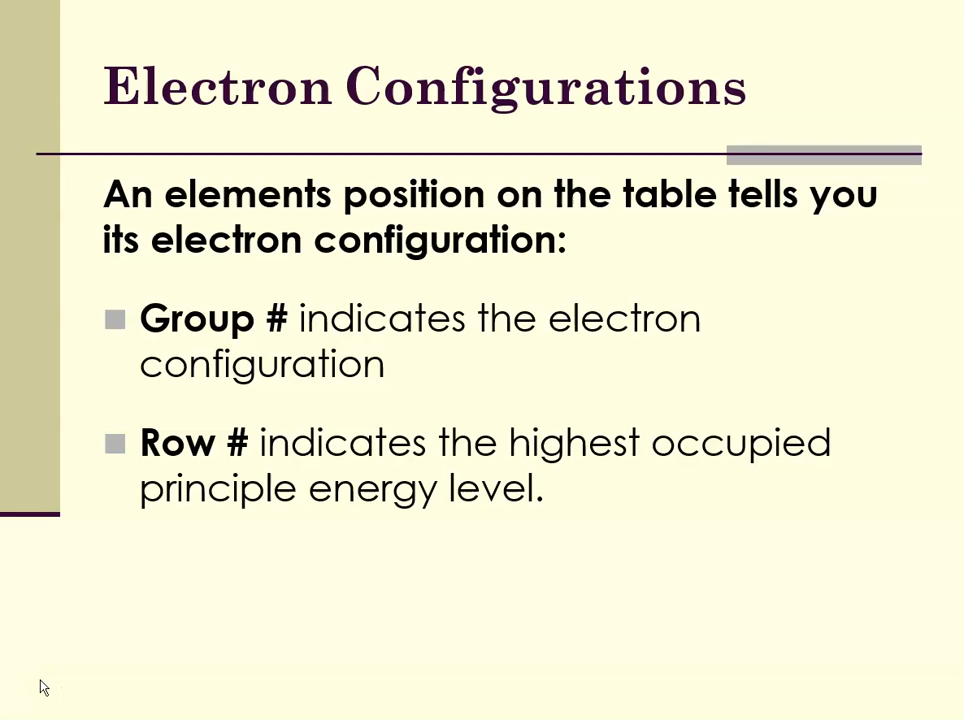 Electron Configurations
An elements position on the table tells you
its electron configuration:
Group # indicates the electron
configuration
Row # indicates the highest occupied
principle energy level.